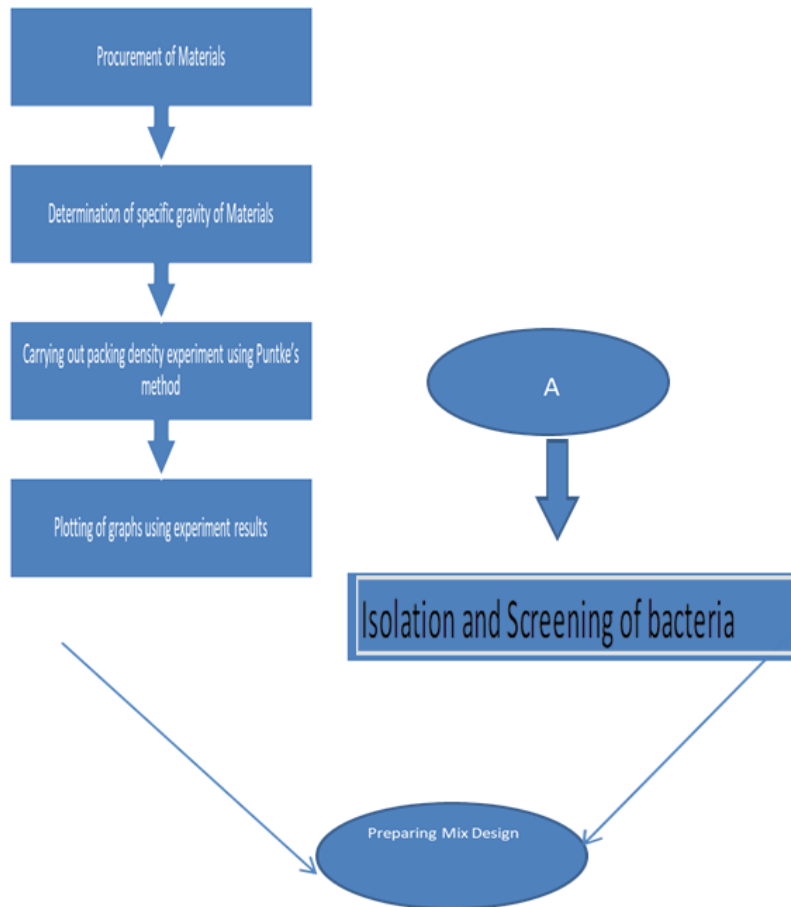 Procurement of Materials
Determination of specific gravity of Materials
Carrying out packing density experiment using Puntke's
method
Plotting of graphs using experiment results
A
Isolation and Screening of bacteria
Preparing Mix Design